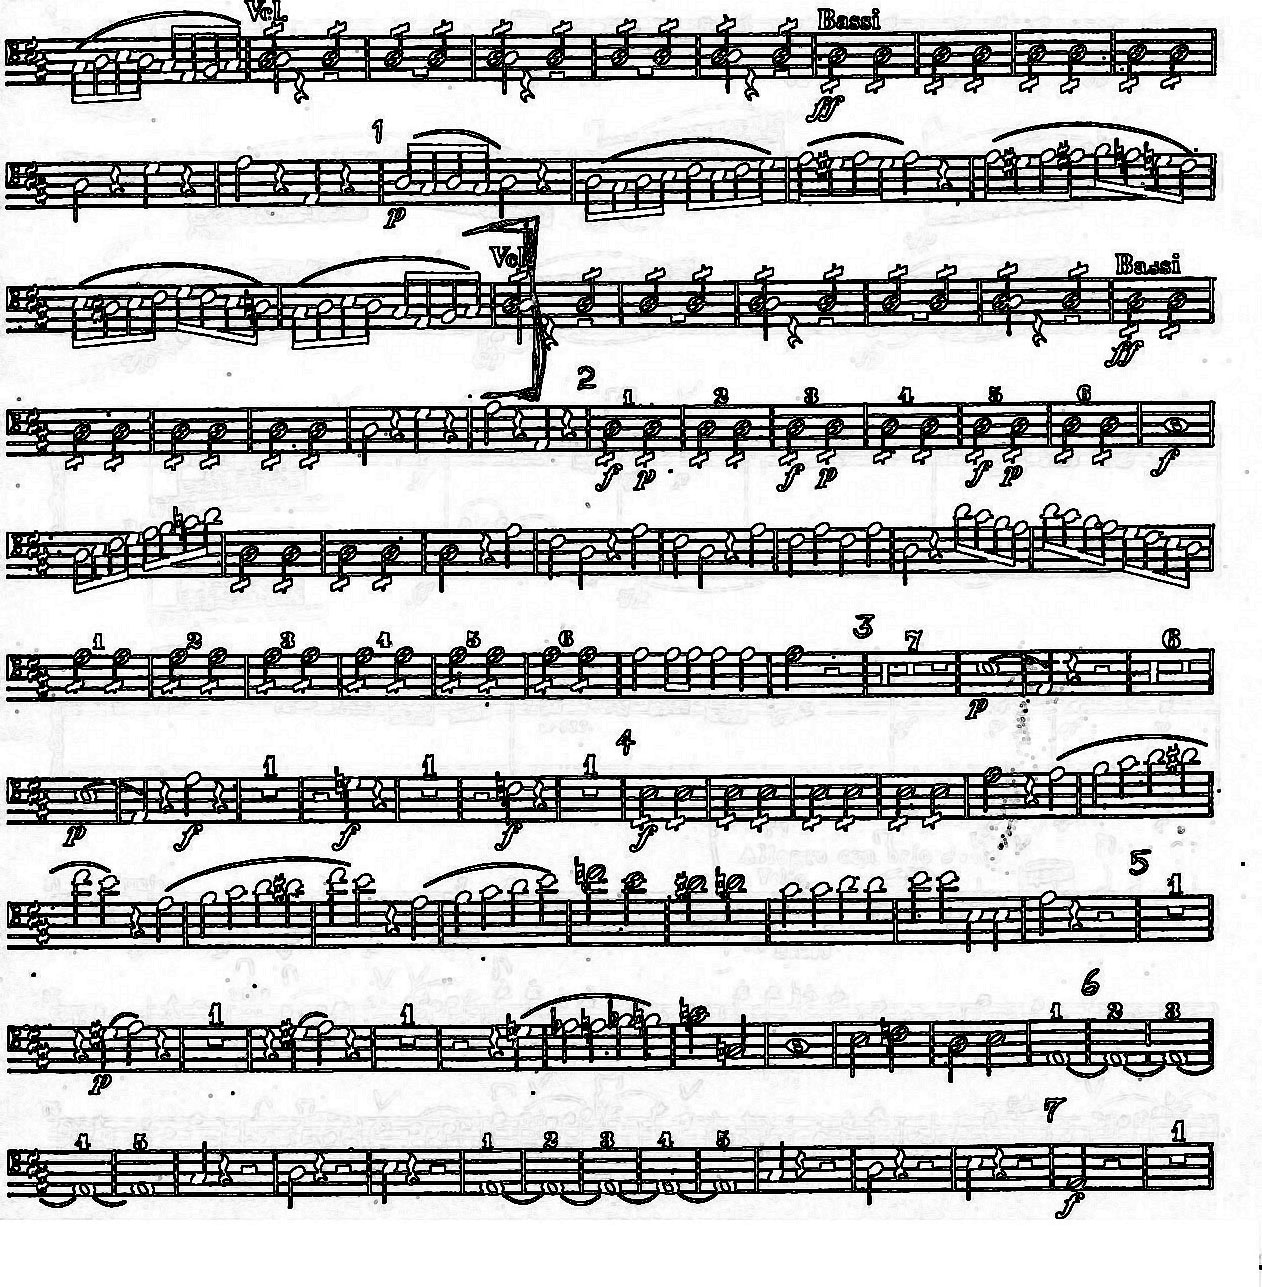 Vcl. Bassi
ff
1
p
Vcl. Bassi
ff
2
1 2 3 4 5 6
f p f p f p f
3
1 2 3 4 5 6 7 6
p
4
1 1 1
p f f f f
5
1
6
1 1 1 2 3
p
7
4 5 1 2 3 4 5 1
f